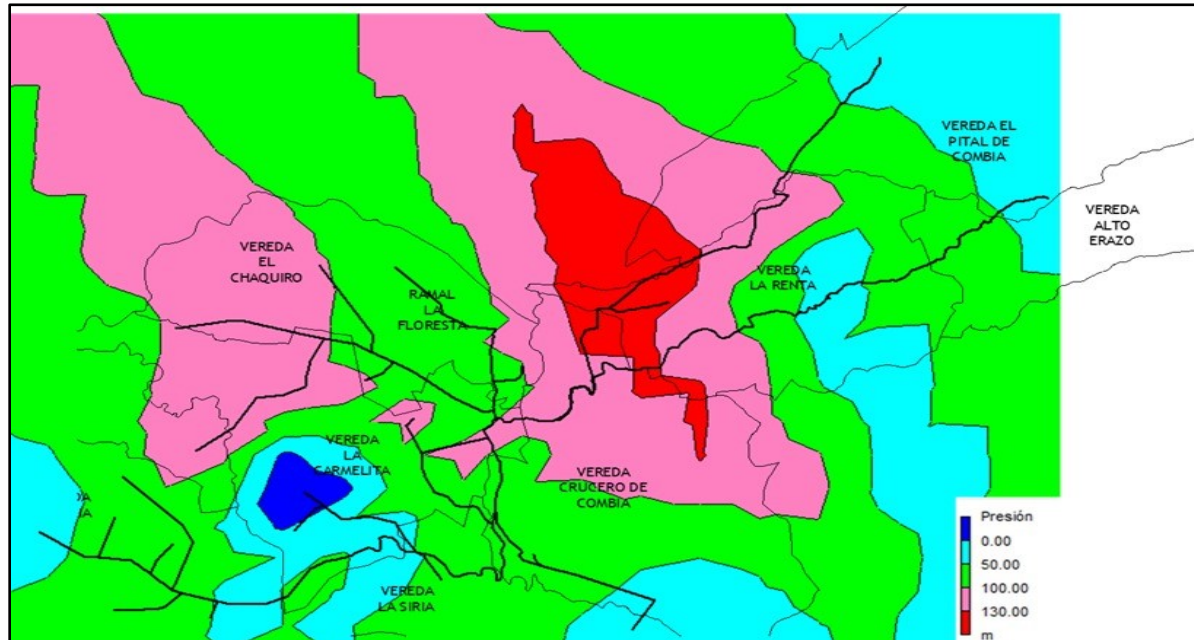 VEREDA EL
PITAL DE
COMBIA
VEREDA
ALTO
ERAZO
VEREDA
EL
CHAQUIRO
VEREDA
LA RENTA
RAMAL
LA
FLORESTA
VEREDA
LA
CARMELITA
VEREDA
CRUCERO DE
COMBIA
VEREDA
LA SIRIA
Presión
0.00
50.00
100.00
130.00
m